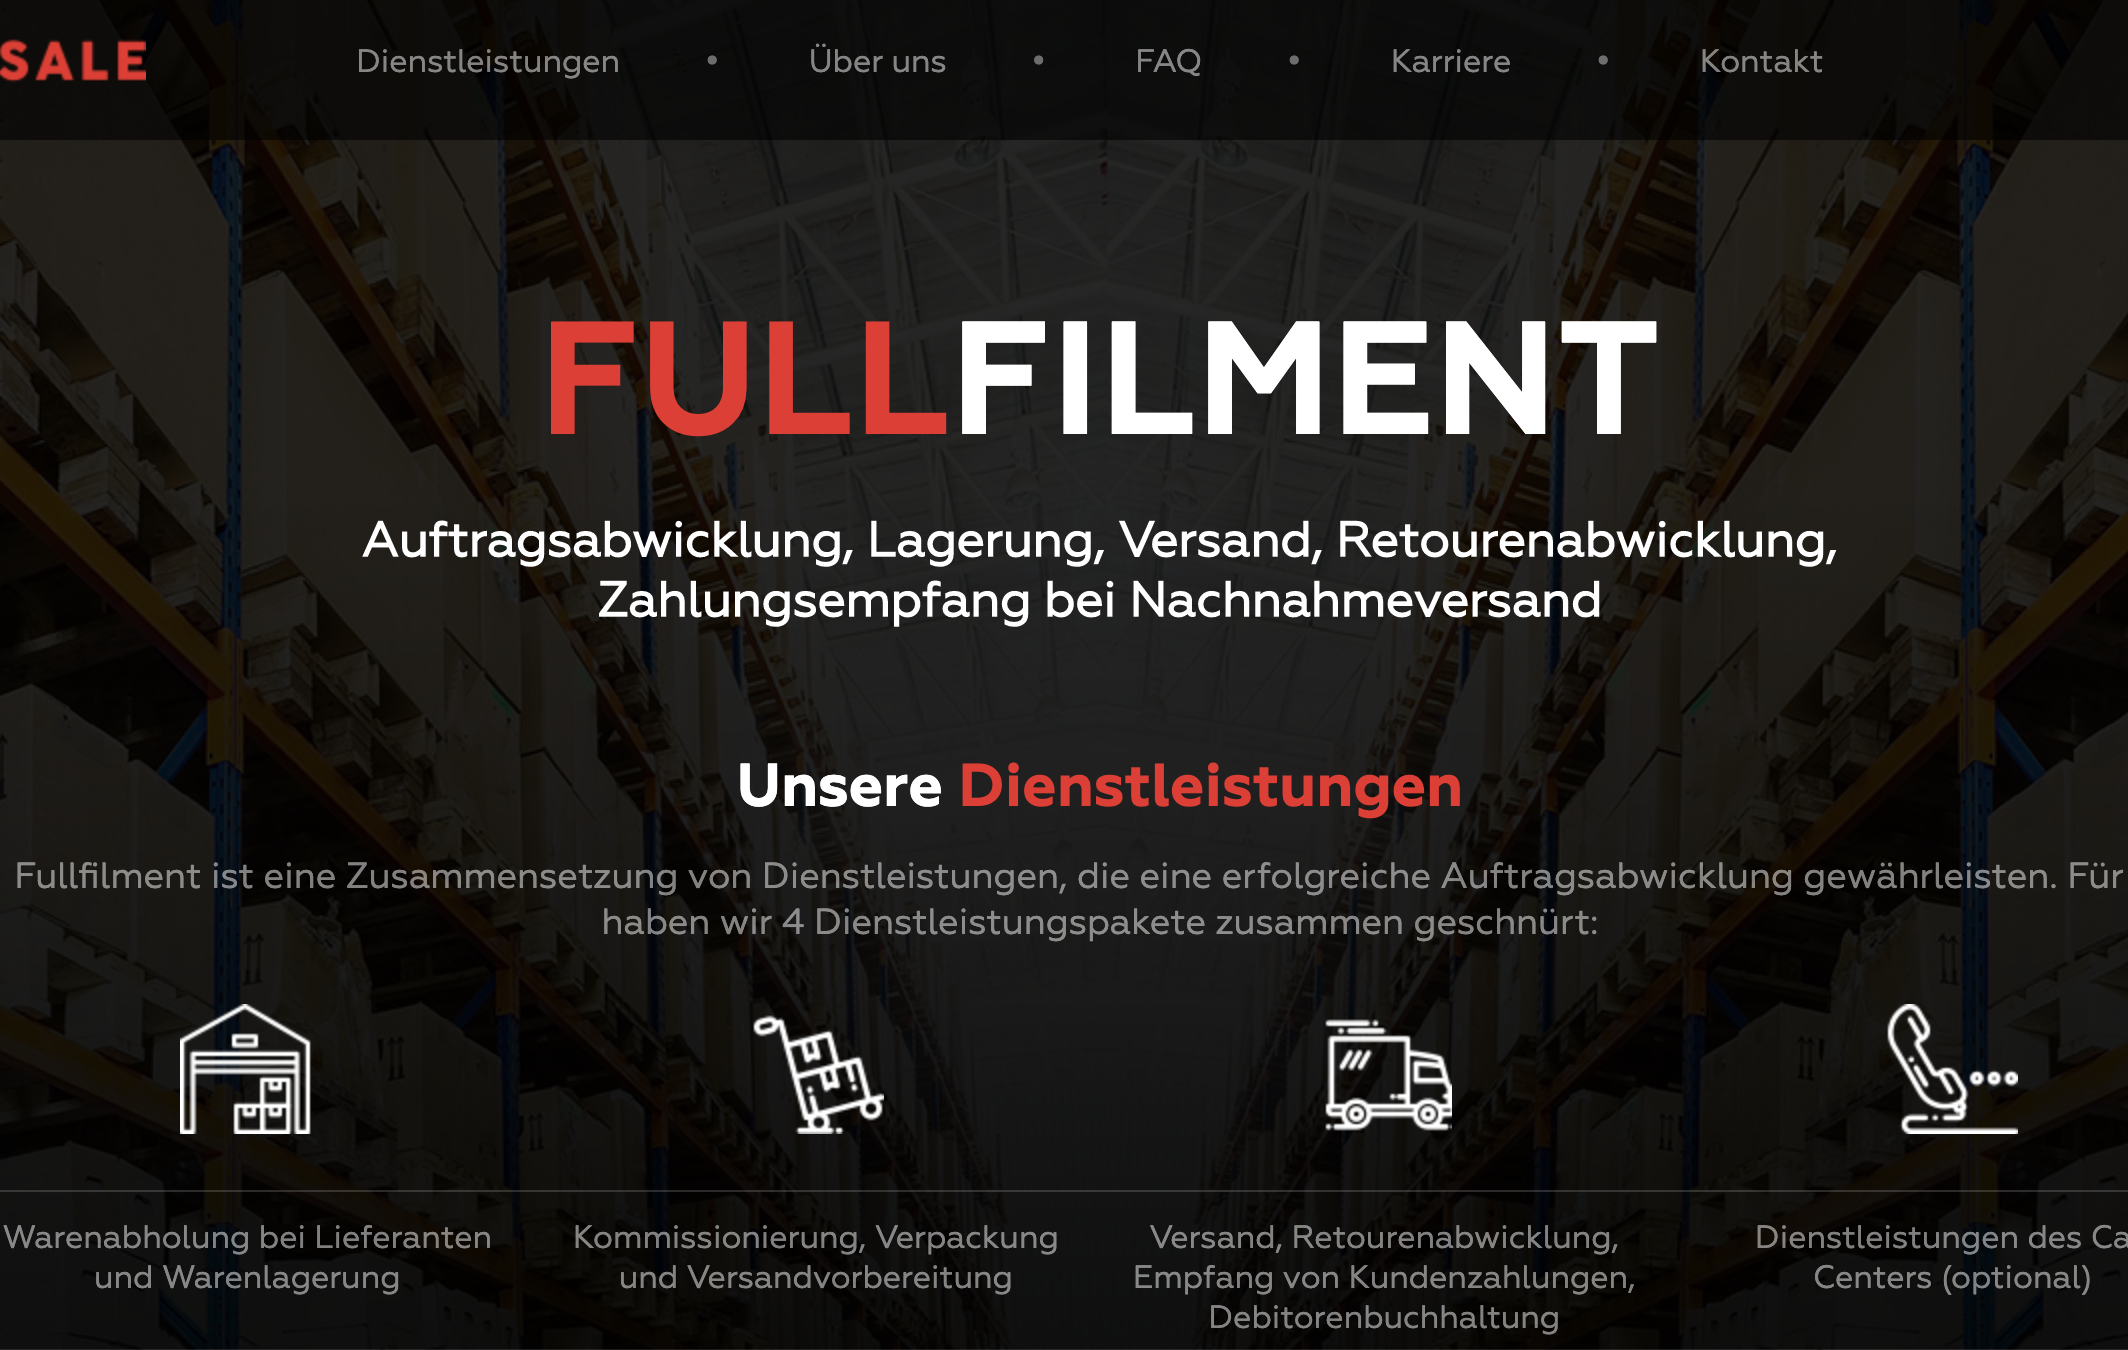 SALE
Dienstleistungen • Über uns • FAQ • Karriere • Kontakt
FULLFILMENT
Auftragsabwicklung, Lagerung, Versand, Retourenabwicklung,
Zahlungsempfang bei Nachnahmeversand
Unsere Dienstleistungen
Fullfilment ist eine Zusammensetzung von Dienstleistungen, die eine erfolgreiche Auftragsabwicklung gewährleisten. Für
haben wir 4 Dienstleistungspakete zusammen geschnürt:
Warenabholung bei Lieferanten
und Warenlagerung
Kommissionierung, Verpackung
und Versandvorbereitung
Versand, Retourenabwicklung,
Empfang von Kundenzahlungen,
Debitorenbuchhaltung
Dienstleistungen des Ca
Centers (optional)